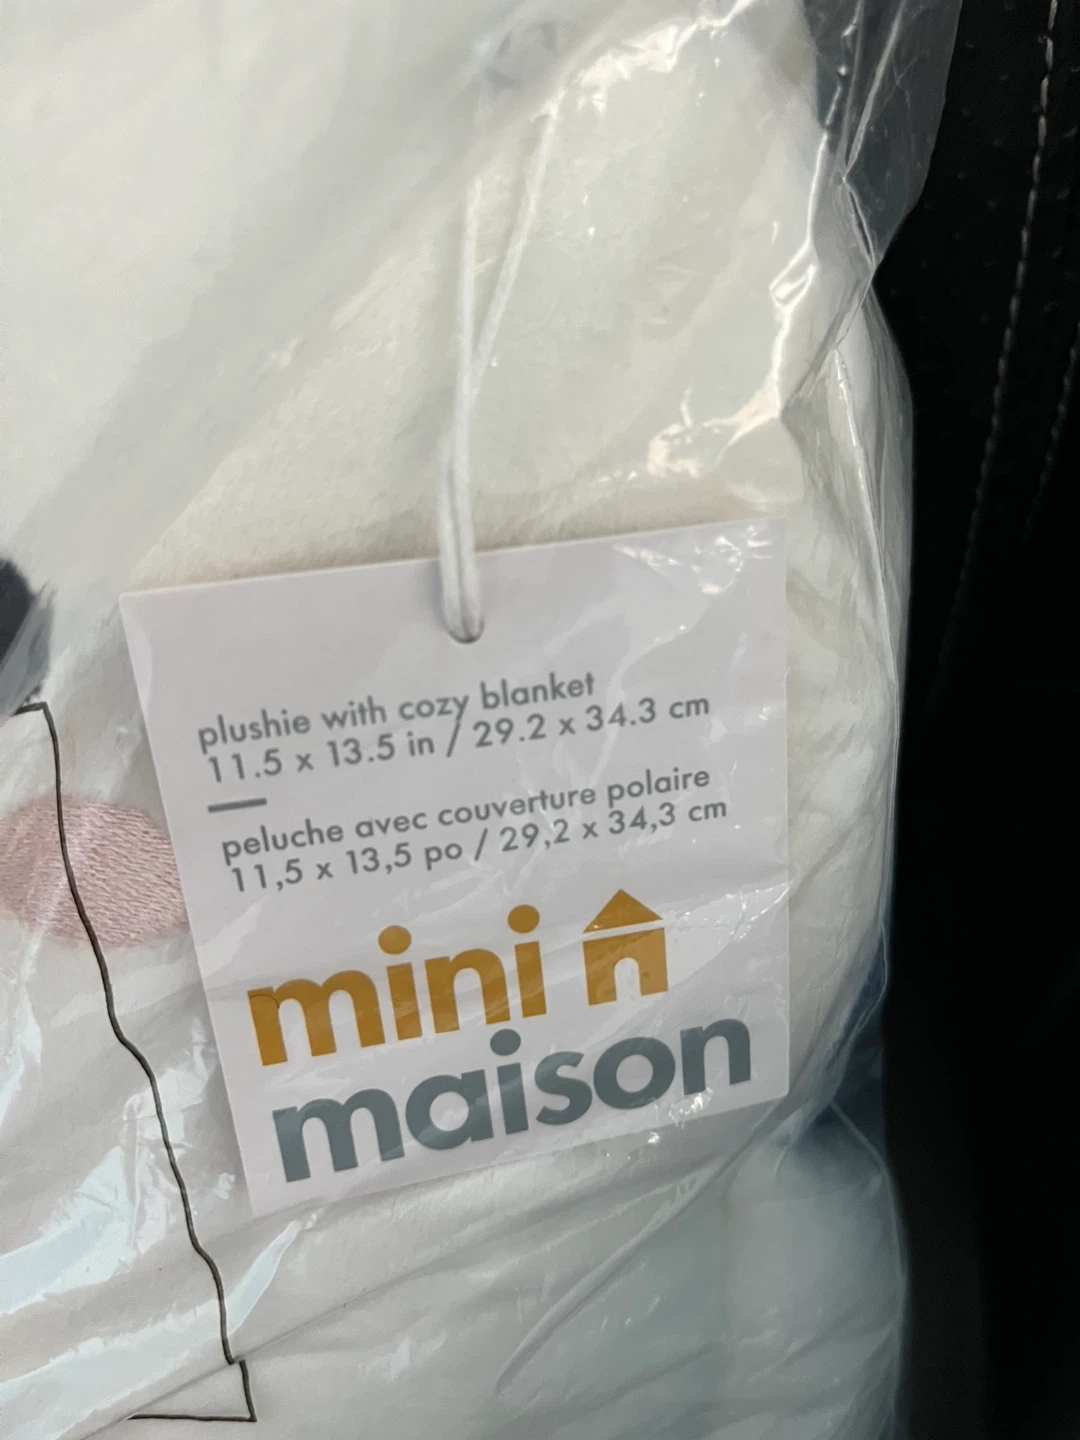 plushie with cozy blanket
11.5 x 13.5 in / 29.2 x 34.3 cm
peluche avec couverture polaire
11,5 x 13,5 po / 29,2 x 34,3 cm
mini
maison